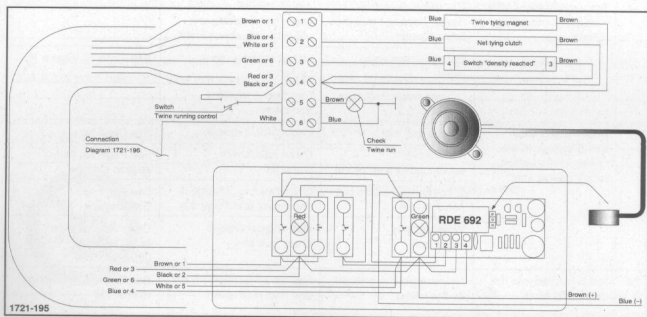 Brown or 1
1
Blue
Twine tying magnet
Brown
Blue or 4
White or 5
2
Blue
Net tying clutch
Brown
Green or 6
3
Blue
4
Switch "density reached"
3
Brown
Red or 3
Black or 2
4
Switch
Twine running control
5
Brown
White
6
Blue
Check
Twine run
Connection
Diagram 1721-196
Red
Green
RDE 692
1 2 3 4
Brown or 1
Red or 3
Black or 2
Green or 6
White or 5
Blue or 4
Brown (+)
Blue (−)
1721-195